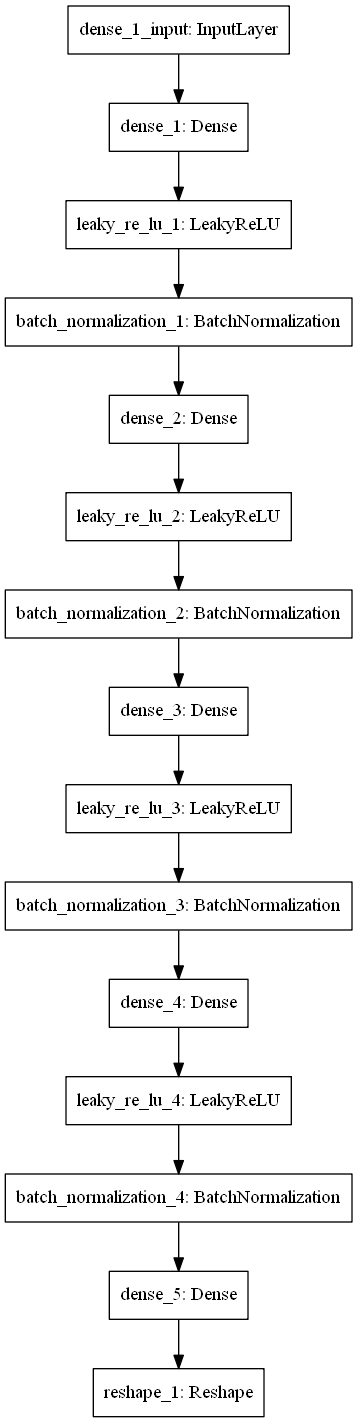 dense_1_input: InputLayer
dense_1: Dense
leaky_re_lu_1: LeakyReLU
batch_normalization_1: BatchNormalization
dense_2: Dense
leaky_re_lu_2: LeakyReLU
batch_normalization_2: BatchNormalization
dense_3: Dense
leaky_re_lu_3: LeakyReLU
batch_normalization_3: BatchNormalization
dense_4: Dense
leaky_re_lu_4: LeakyReLU
batch_normalization_4: BatchNormalization
dense_5: Dense
reshape_1: Reshape